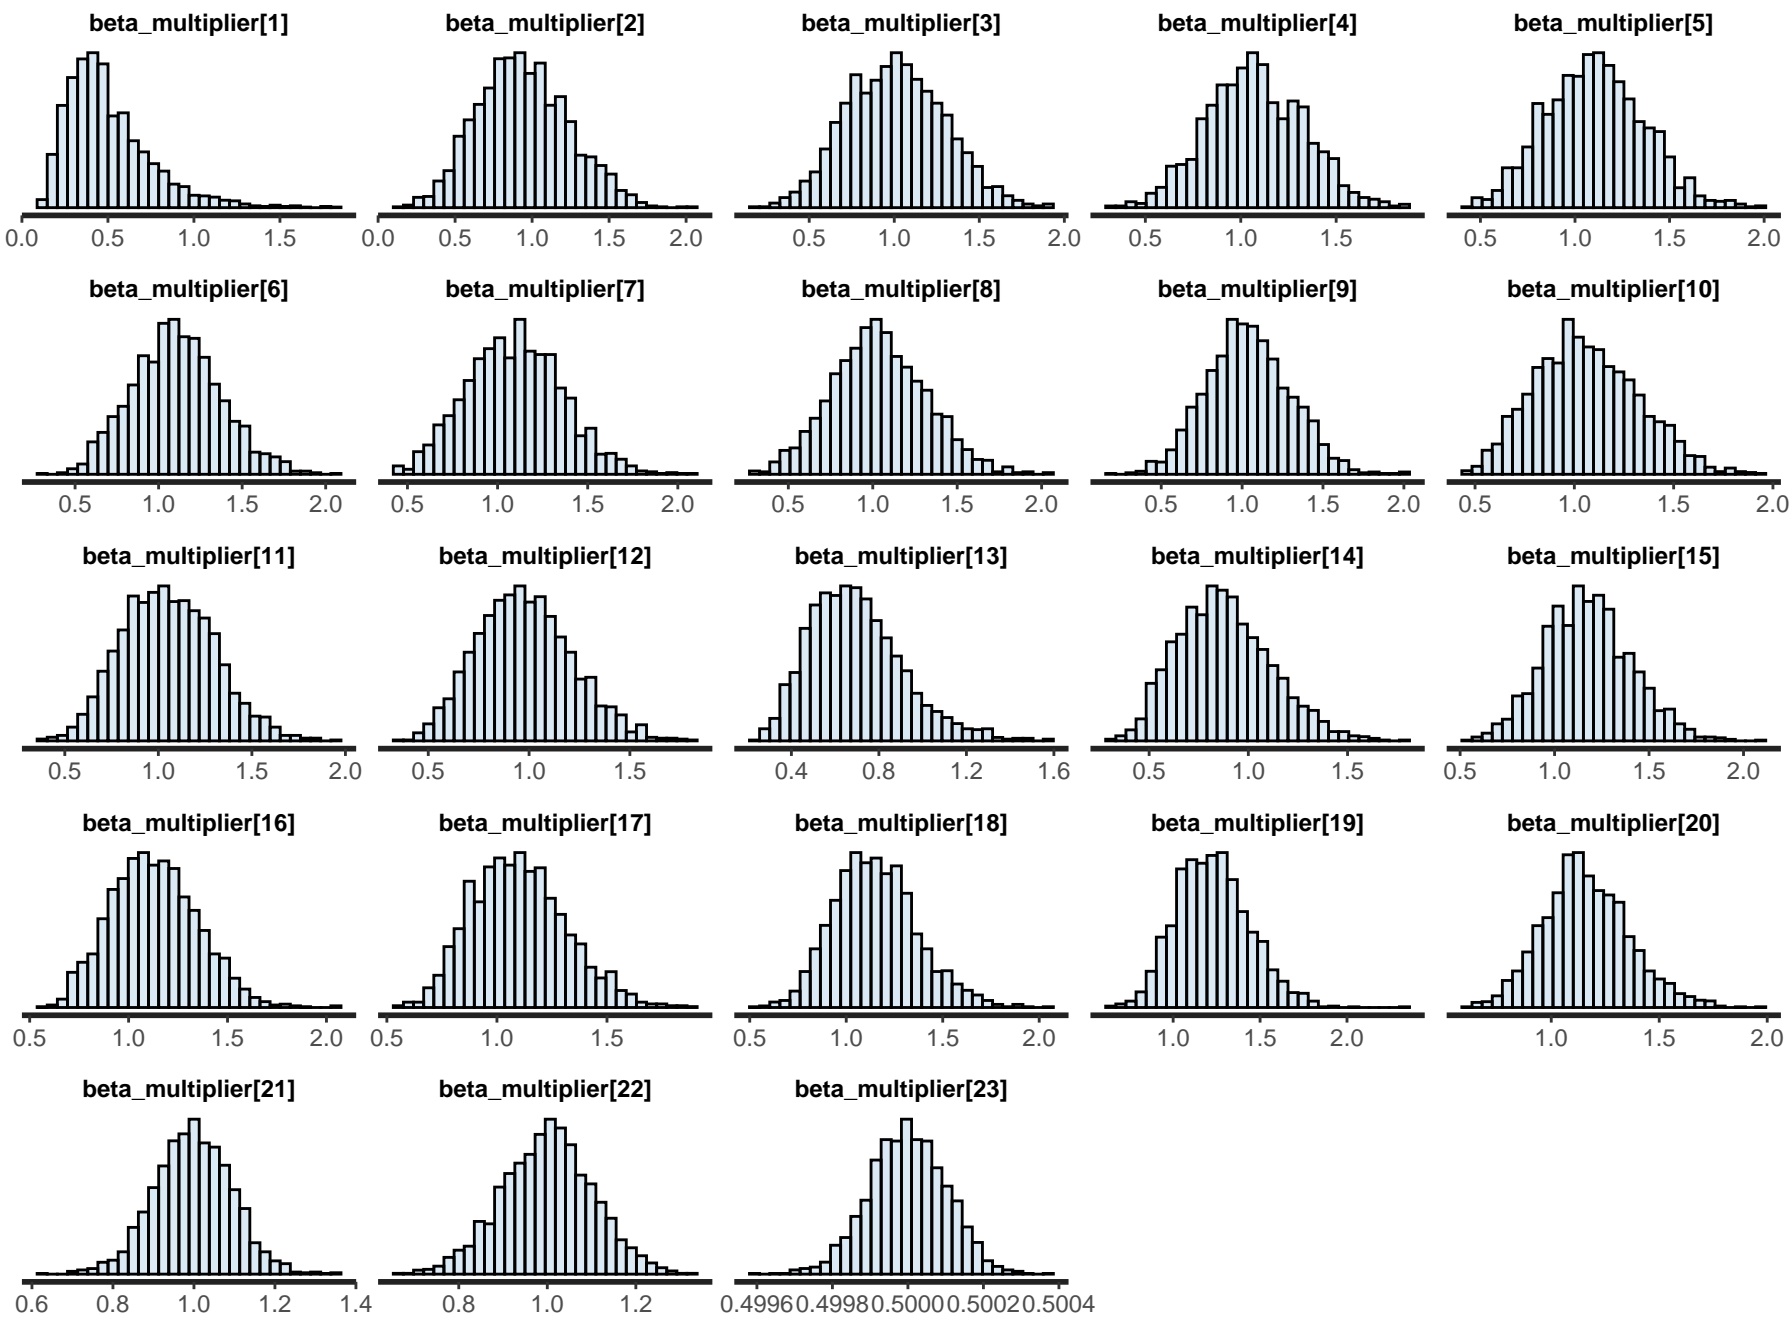 beta_multiplier[1] beta_multiplier[2] beta_multiplier[3] beta_multiplier[4] beta_multiplier[5]
0.0 0.5 1.0 1.5 0.0 0.5 1.0 1.5 2.0 0.5 1.0 1.5 2.0 0.5 1.0 1.5 0.5 1.0 1.5 2.0
beta_multiplier[6] beta_multiplier[7] beta_multiplier[8] beta_multiplier[9] beta_multiplier[10]
0.5 1.0 1.5 2.0 0.5 1.0 1.5 2.0 0.5 1.0 1.5 2.0 0.5 1.0 1.5 2.0 0.5 1.0 1.5 2.0
beta_multiplier[11] beta_multiplier[12] beta_multiplier[13] beta_multiplier[14] beta_multiplier[15]
0.5 1.0 1.5 2.0 0.5 1.0 1.5 0.4 0.8 1.2 1.6 0.5 1.0 1.5 0.5 1.0 1.5 2.0
beta_multiplier[16] beta_multiplier[17] beta_multiplier[18] beta_multiplier[19] beta_multiplier[20]
0.5 1.0 1.5 2.0 0.5 1.0 1.5 0.5 1.0 1.5 2.0 1.0 1.5 2.0 1.0 1.5 2.0
beta_multiplier[21] beta_multiplier[22] beta_multiplier[23]
0.6 0.8 1.0 1.2 1.4 0.8 1.0 1.2 0.4996 0.4998 0.5000 0.5002 0.5004